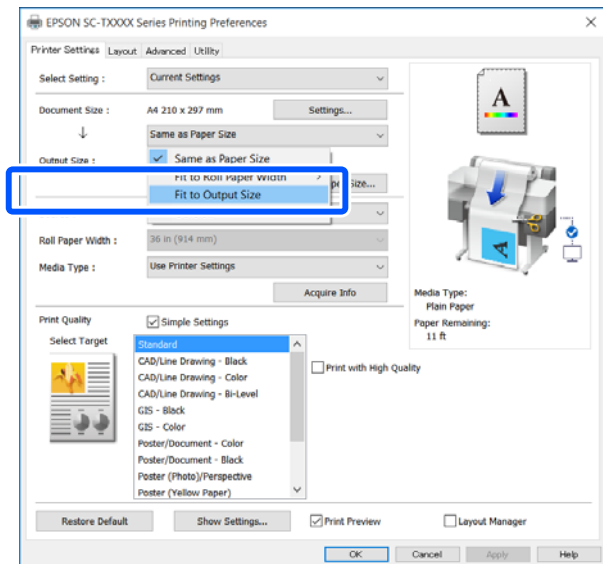 EPSON SC-TXXXX Series Printing Preferences
Printer Settings Layout Advanced Utility
Select Setting : Current Settings
Document Size : A4 210 x 297 mm Settings...
Same as Paper Size
Output Size : Same as Paper Size
Fit to Roll Paper Width
Size...
Fit to Output Size
Roll Paper Width : 36 in (914 mm)
Media Type : Use Printer Settings
Acquire Info
A
Media Type:
Plain Paper
Paper Remaining:
11 ft
Print Quality Simple Settings
Select Target
Standard
CAD/Line Drawing - Black
CAD/Line Drawing - Color
CAD/Line Drawing - Bi-Level
GIS - Black
GIS - Color
Poster/Document - Color
Poster/Document - Black
Poster (Photo)/Perspective
Poster (Yellow Paper)
Print with High Quality
Restore Default Show Settings... Print Preview Layout Manager
OK Cancel Apply Help